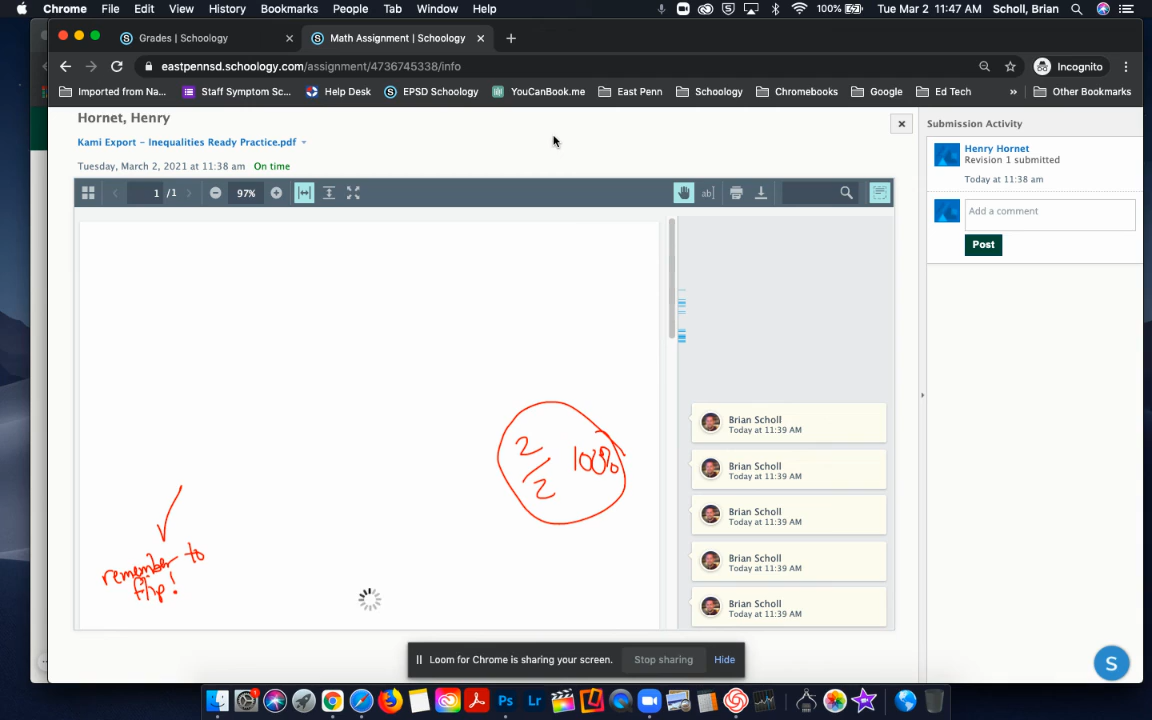 Chrome File Edit View History Bookmarks People Tab Window Help 100% Tue Mar 2 11:47 AM Scholl, Brian
Grades | Schoology Math Assignment | Schoology
eastpennsd.schoology.com/assignment/4736745338/info Incognito
Imported from Na... Staff Symptom Sc... Help Desk EPSD Schoology YouCanBook.me East Penn Schoology Chromebooks Google Ed Tech » Other Bookmarks
Hornet, Henry
Kami Export – Inequalities Ready Practice.pdf
Tuesday, March 2, 2021 at 11:38 am On time
1 /1 97%
Submission Activity
Henry Hornet
Revision 1 submitted
Today at 11:38 am
Add a comment
Post
2/2 100%
remember to
flip!
Brian Scholl
Today at 11:39 AM
Brian Scholl
Today at 11:39 AM
Brian Scholl
Today at 11:39 AM
Brian Scholl
Today at 11:39 AM
Brian Scholl
Today at 11:39 AM
Loom for Chrome is sharing your screen. Stop sharing Hide
S